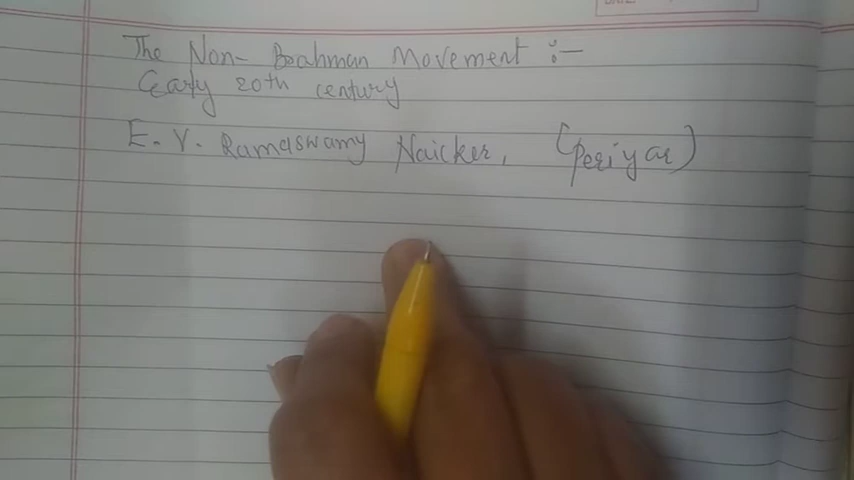 The Non- Brahman Movement :-
Early 20th century
E. V. Ramaswamy Naicker, (Periyar)